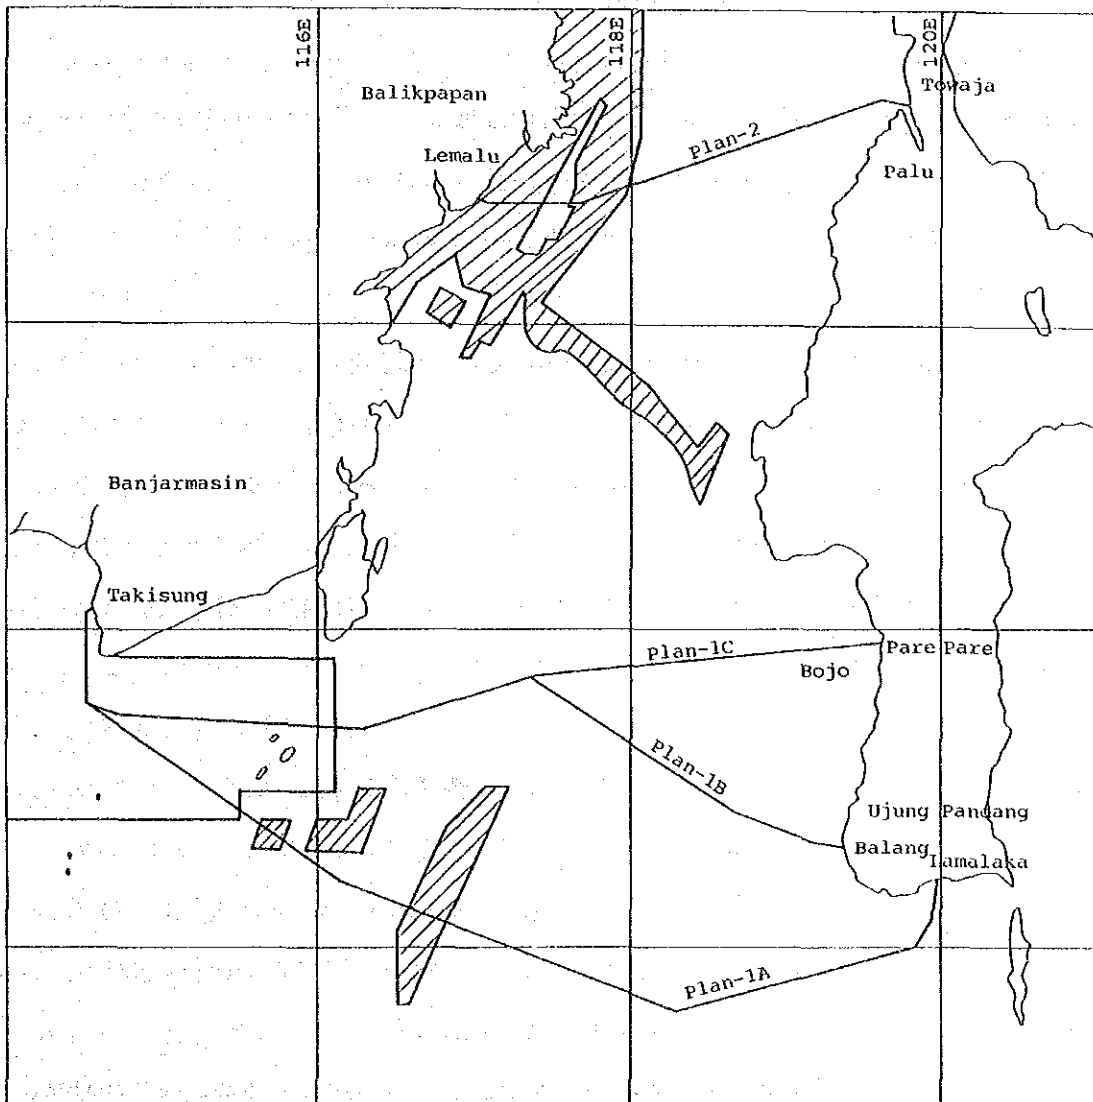 116E
118E
120E
Towaja
Balikpapan
Plan-2
Lemalu
Palu
Banjarmasin
Takisung
Plan-1C
Pare Pare
Bojo
Plan-1B
Ujung Pandang
Balang
Lamalaka
Plan-1A